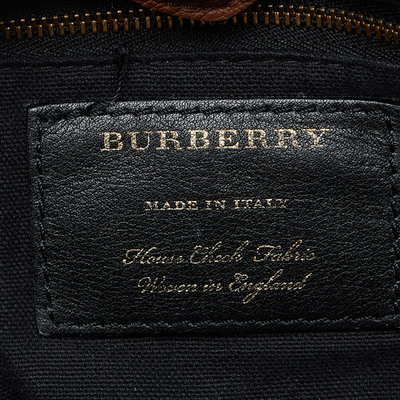 BURBERRY
MADE IN ITALY
House Check Fabric
Woven in England